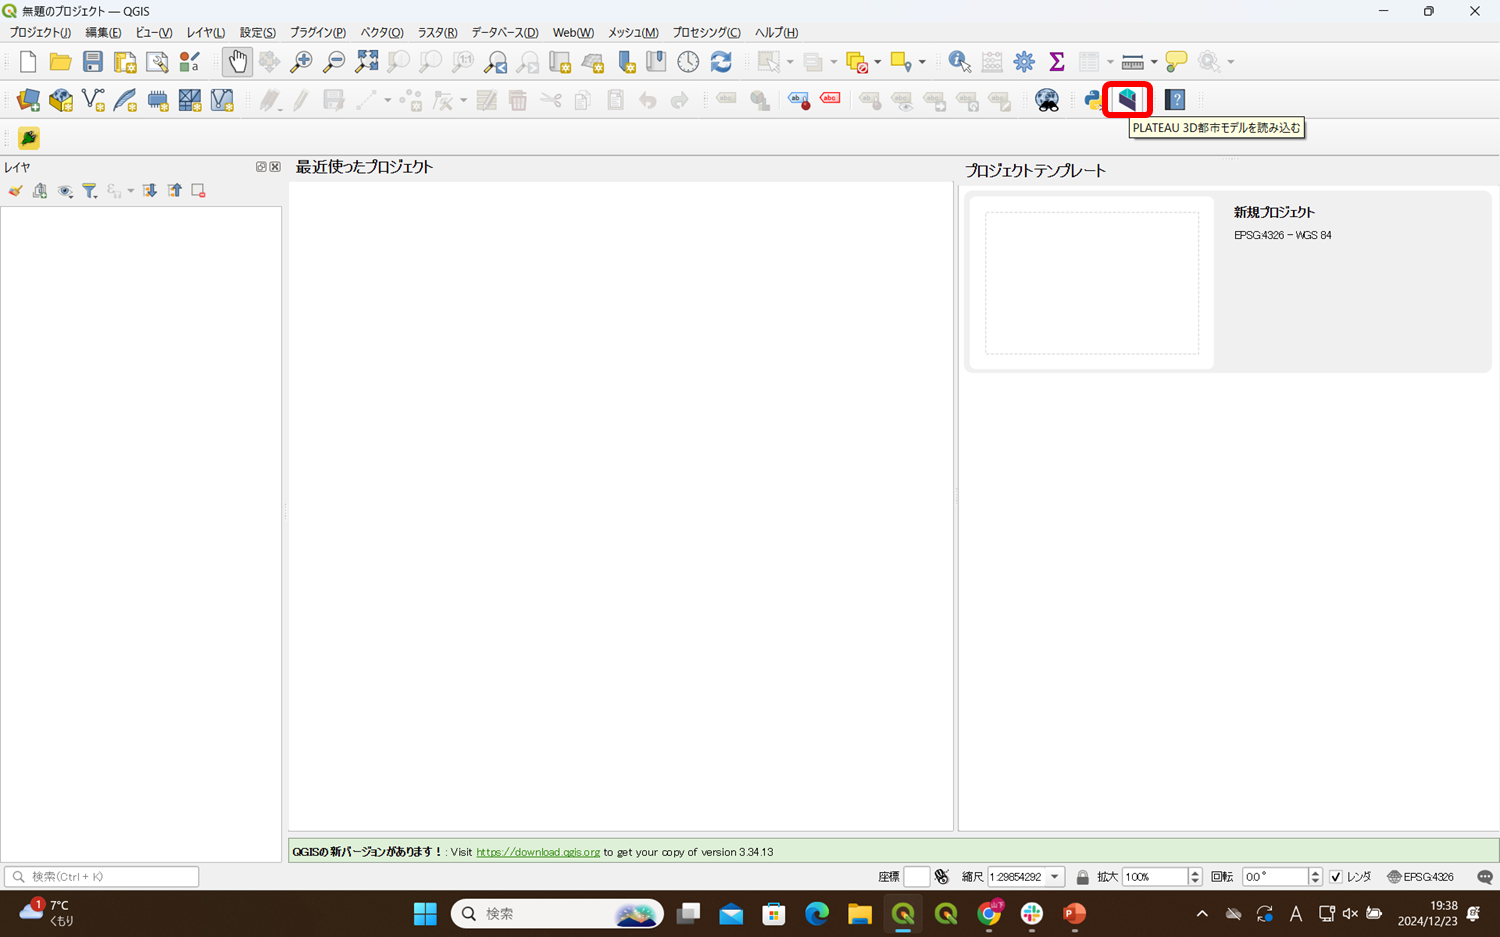 無題のプロジェクト — QGIS
プロジェクト(J) 編集(E) ビュー(V) レイヤ(L) 設定(S) プラグイン(P) ベクタ(O) ラスタ(R) データベース(D) Web(W) メッシュ(M) プロセシング(C) ヘルプ(H)
PLATEAU 3D都市モデルを読み込む
レイヤ
最近使ったプロジェクト
プロジェクトテンプレート
新規プロジェクト
EPSG:4326 - WGS 84
QGISの新バージョンがあります！: Visit https://download.qgis.org to get your copy of version 3.34.13
検索(Ctrl + K)
座標
縮尺 1:29854292
拡大 100%
回転 0.0 °
レンダ
EPSG:4326
1
7°C
くもり
検索
山下
A
19:38
2024/12/23